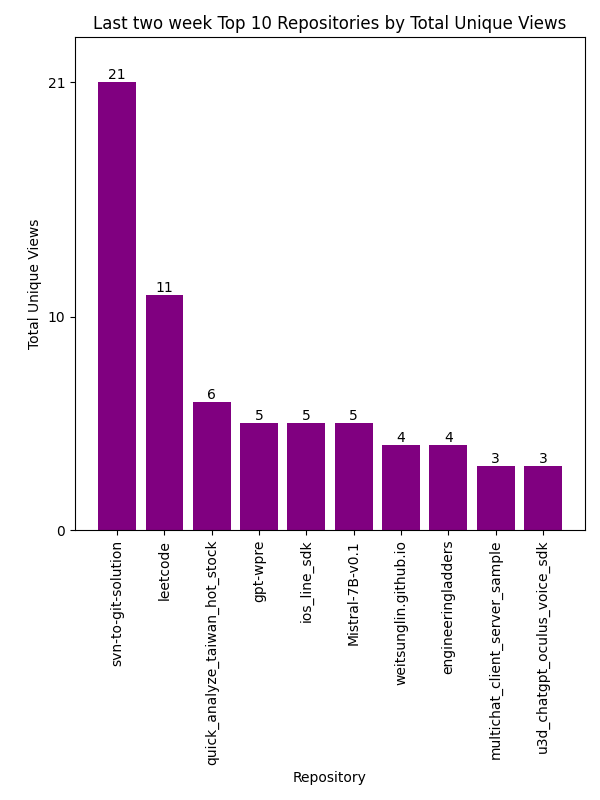 Last two week Top 10 Repositories by Total Unique Views
Total Unique Views
21
10
0
21
11
6
5
5
5
4
4
3
3
svn-to-git-solution
leetcode
quick_analyze_taiwan_hot_stock
gpt-wpre
ios_line_sdk
Mistral-7B-v0.1
weitsunglin.github.io
engineeringladders
multichat_client_server_sample
u3d_chatgpt_oculus_voice_sdk
Repository